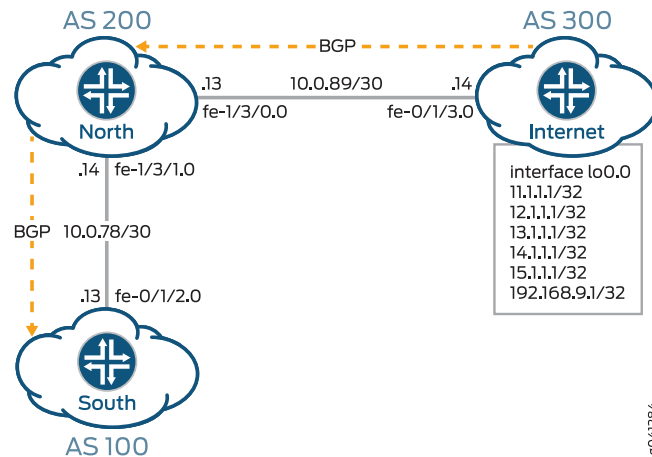 AS 200
AS 300
BGP
.13
10.0.89/30
.14
fe-1/3/0.0
fe-0/1/3.0
North
Internet
.14
fe-1/3/1.0
interface lo0.0
11.1.1.1/32
12.1.1.1/32
13.1.1.1/32
14.1.1.1/32
15.1.1.1/32
192.168.9.1/32
BGP
10.0.78/30
.13
fe-0/1/2.0
South
AS 100